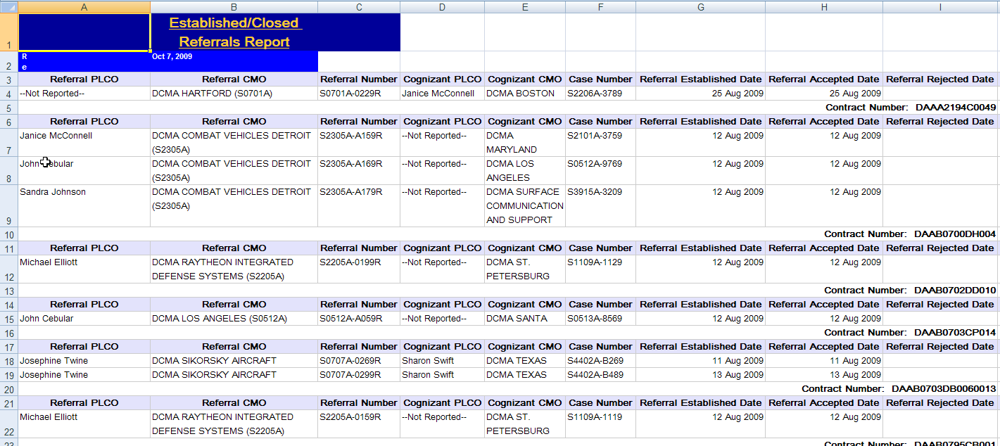 A B C D E F G H I
1 Established/Closed
Referrals Report
2 R Oct 7, 2009
e
3 Referral PLCO Referral CMO Referral Number Cognizant PLCO Cognizant CMO Case Number Referral Established Date Referral Accepted Date Referral Rejected Date
4 --Not Reported-- DCMA HARTFORD (S0701A) S0701A-0229R Janice McConnell DCMA BOSTON S2206A-3789 25 Aug 2009 25 Aug 2009
5 Contract Number: DAAA2194C0049
6 Referral PLCO Referral CMO Referral Number Cognizant PLCO Cognizant CMO Case Number Referral Established Date Referral Accepted Date Referral Rejected Date
7 Janice McConnell DCMA COMBAT VEHICLES DETROIT S2305A-A159R --Not Reported-- DCMA S2101A-3759 12 Aug 2009 12 Aug 2009
(S2305A) MARYLAND
8 John Cebular DCMA COMBAT VEHICLES DETROIT S2305A-A169R --Not Reported-- DCMA LOS S0512A-9769 12 Aug 2009 12 Aug 2009
(S2305A) ANGELES
9 Sandra Johnson DCMA COMBAT VEHICLES DETROIT S2305A-A179R --Not Reported-- DCMA SURFACE S3915A-3209 12 Aug 2009 12 Aug 2009
(S2305A) COMMUNICATION
AND SUPPORT
10 Contract Number: DAAB0700DH004
11 Referral PLCO Referral CMO Referral Number Cognizant PLCO Cognizant CMO Case Number Referral Established Date Referral Accepted Date Referral Rejected Date
12 Michael Elliott DCMA RAYTHEON INTEGRATED S2205A-0199R --Not Reported-- DCMA ST. S1109A-1129 12 Aug 2009 12 Aug 2009
DEFENSE SYSTEMS (S2205A) PETERSBURG
13 Contract Number: DAAB0702DD010
14 Referral PLCO Referral CMO Referral Number Cognizant PLCO Cognizant CMO Case Number Referral Established Date Referral Accepted Date Referral Rejected Date
15 John Cebular DCMA LOS ANGELES (S0512A) S0512A-A059R --Not Reported-- DCMA SANTA S0513A-8569 12 Aug 2009 12 Aug 2009
16 Contract Number: DAAB0703CP014
17 Referral PLCO Referral CMO Referral Number Cognizant PLCO Cognizant CMO Case Number Referral Established Date Referral Accepted Date Referral Rejected Date
18 Josephine Twine DCMA SIKORSKY AIRCRAFT S0707A-0269R Sharon Swift DCMA TEXAS S4402A-B269 11 Aug 2009 11 Aug 2009
19 Josephine Twine DCMA SIKORSKY AIRCRAFT S0707A-0299R Sharon Swift DCMA TEXAS S4402A-B489 13 Aug 2009 13 Aug 2009
20 Contract Number: DAAB0703DB0060013
21 Referral PLCO Referral CMO Referral Number Cognizant PLCO Cognizant CMO Case Number Referral Established Date Referral Accepted Date Referral Rejected Date
22 Michael Elliott DCMA RAYTHEON INTEGRATED S2205A-0159R --Not Reported-- DCMA ST. S1109A-1119 12 Aug 2009 12 Aug 2009
DEFENSE SYSTEMS (S2205A) PETERSBURG
23 Contract Number: DAAB0795CB001